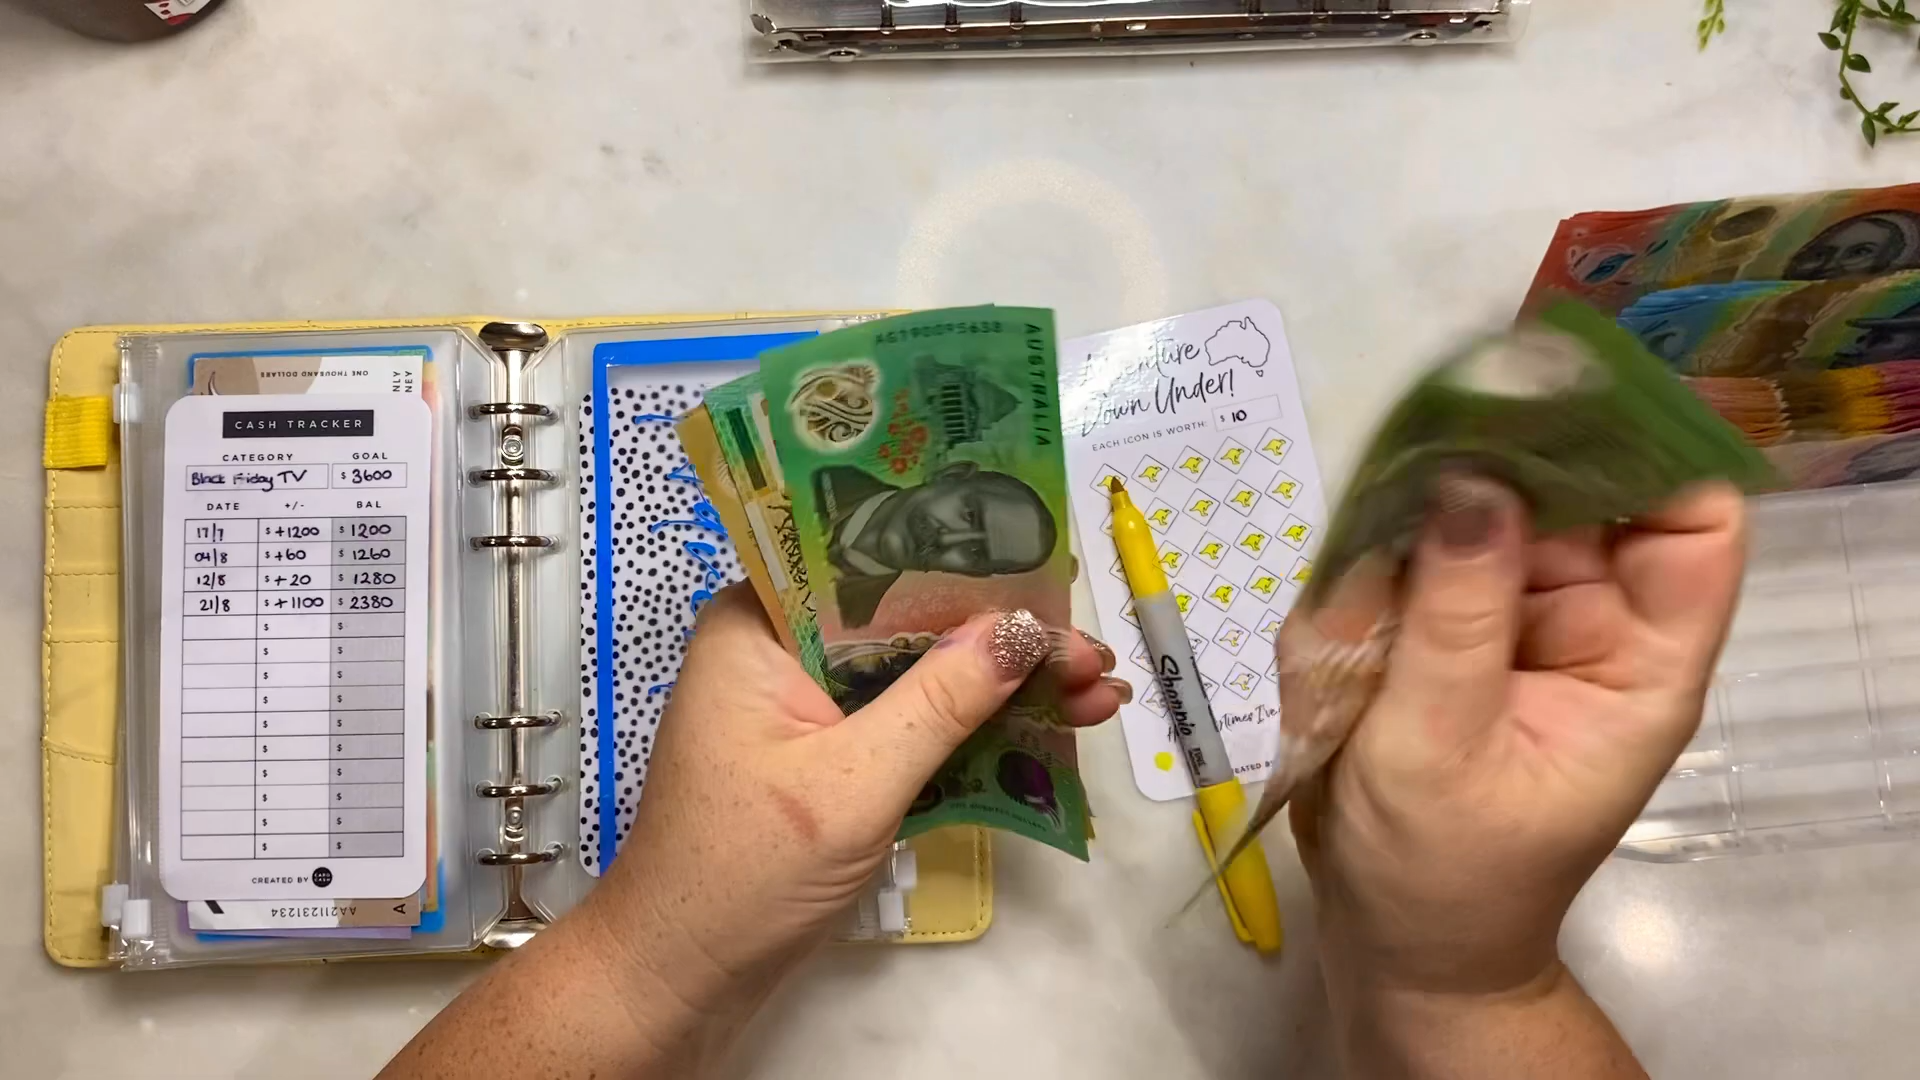 ONE THOUSAND DOLLARS
CASH TRACKER
CATEGORY GOAL
Black Friday TV $ 3600
DATE +/- BAL
17/7 $ +1200 $ 1200
04/8 $ +60 $ 1260
12/8 $ +20 $ 1280
21/8 $ +1100 $ 2380
$ $
$ $
$ $
$ $
$ $
$ $
$ $
$ $
$ $
$ $
CREATED BY
AA211231234
A
AUSTRALIA
Down Under!
EACH ICON IS WORTH: $ 10
Sharpie